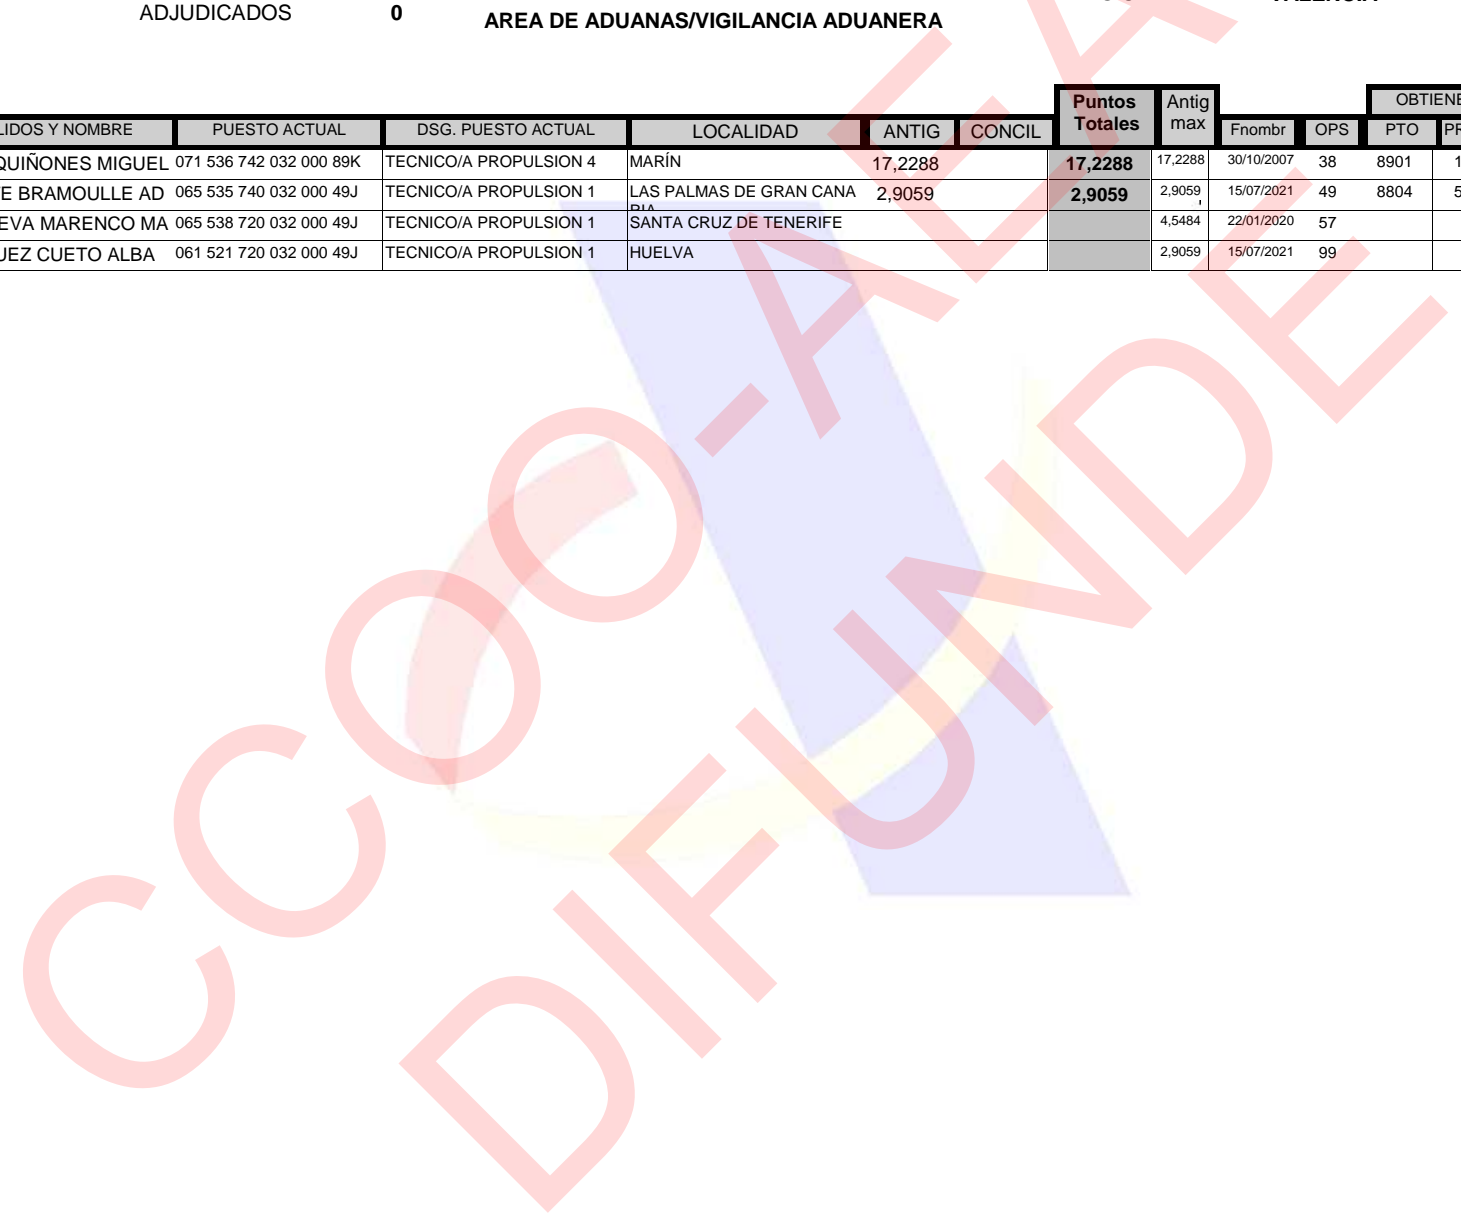 ADJUDICADOS 0 AREA DE ADUANAS/VIGILANCIA ADUANERA
Puntos Totales Antig max OBTIENE
LIDOS Y NOMBRE PUESTO ACTUAL DSG. PUESTO ACTUAL LOCALIDAD ANTIG CONCIL Fnombr OPS PTO PR
QUIÑONES MIGUEL 071 536 742 032 000 89K TECNICO/A PROPULSION 4 MARÍN 17,2288 17,2288 17,2288 30/10/2007 38 8901 1
E BRAMOULLE AD 065 535 740 032 000 49J TECNICO/A PROPULSION 1 LAS PALMAS DE GRAN CANA 2,9059 2,9059 2,9059 15/07/2021 49 8804 5
EVA MARENCO MA 065 538 720 032 000 49J TECNICO/A PROPULSION 1 SANTA CRUZ DE TENERIFE 4,5484 22/01/2020 57
UEZ CUETO ALBA 061 521 720 032 000 49J TECNICO/A PROPULSION 1 HUELVA 2,9059 15/07/2021 99
CCOO-AEA
DIFUNDE